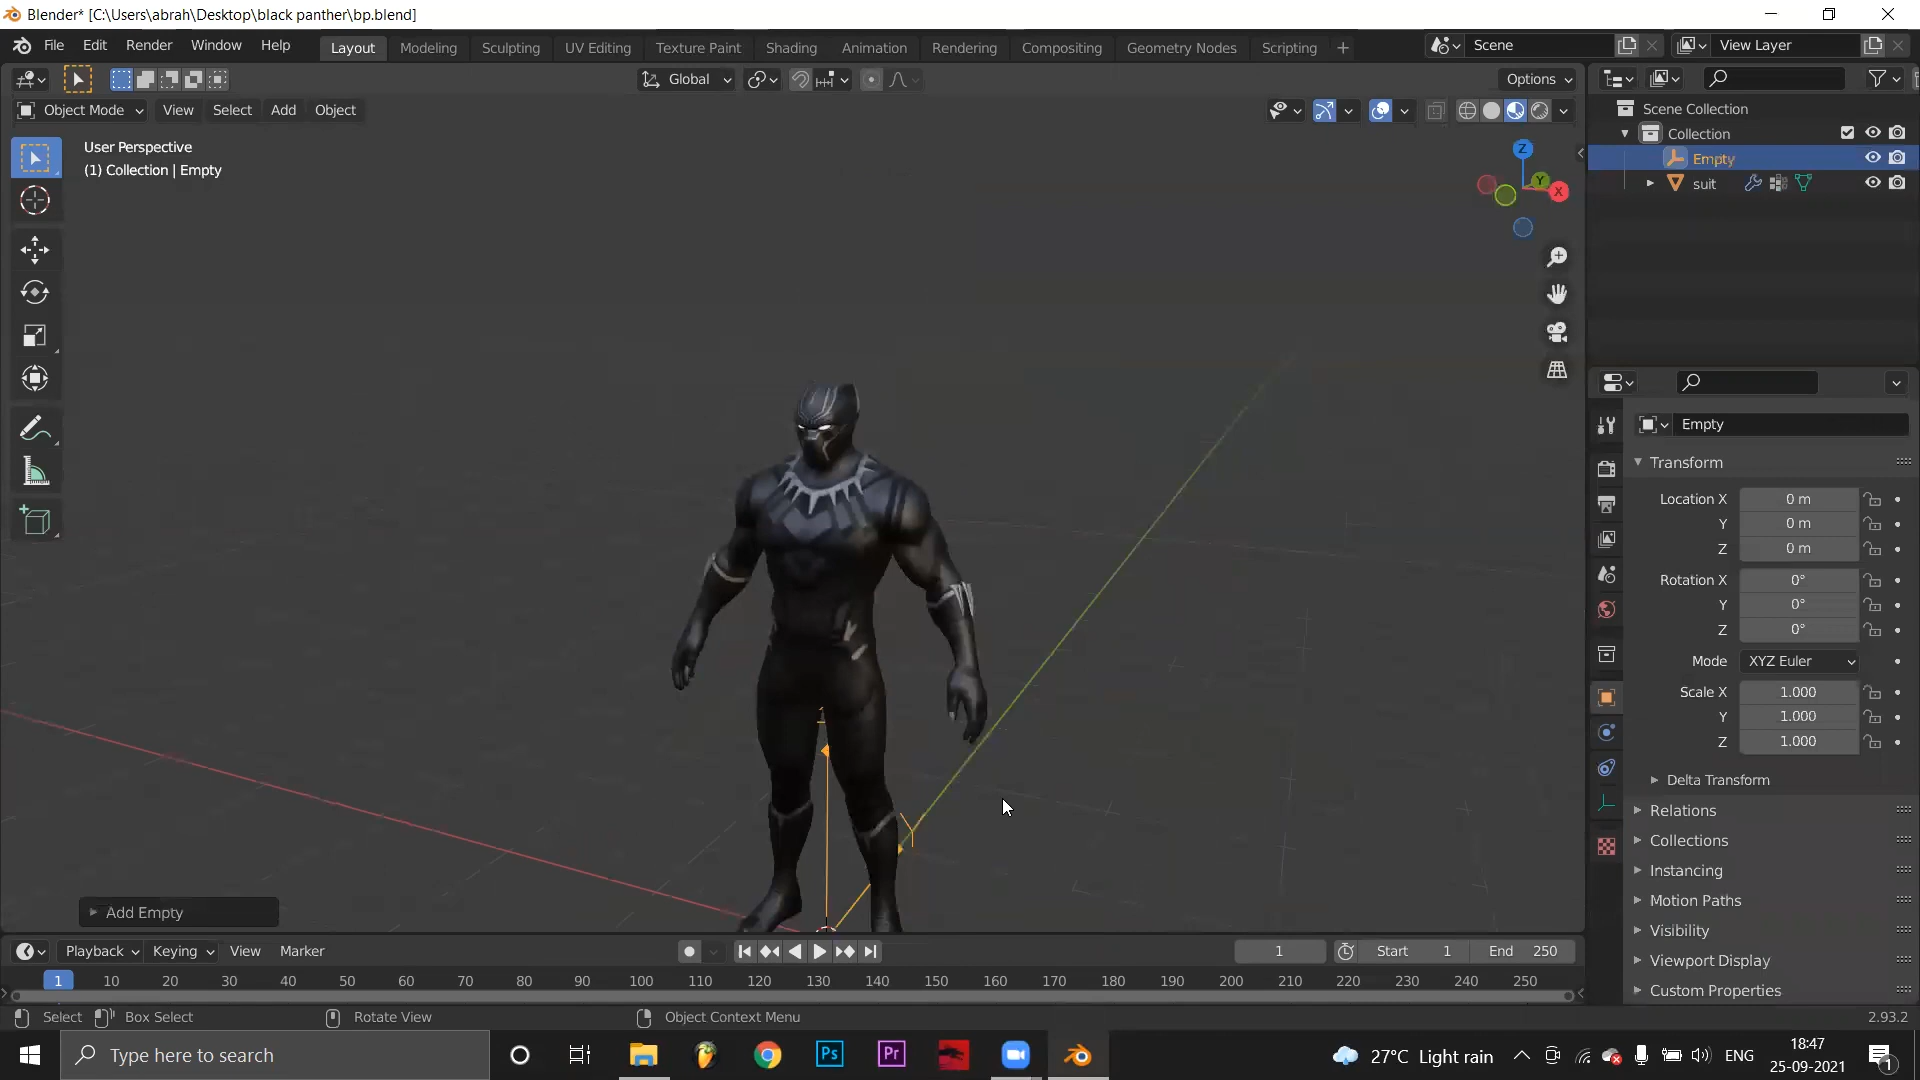 Blender* [C:\Users\abrah\Desktop\black panther\bp.blend]
File Edit Render Window Help Layout Modeling Sculpting UV Editing Texture Paint Shading Animation Rendering Compositing Geometry Nodes Scripting + Scene View Layer
Global Options
Object Mode View Select Add Object
User Perspective
(1) Collection | Empty
Z
Y
X
Scene Collection
Collection
Empty
suit
Empty
Transform
Location X 0 m
Y 0 m
Z 0 m
Rotation X 0°
Y 0°
Z 0°
Mode XYZ Euler
Scale X 1.000
Y 1.000
Z 1.000
Delta Transform
Relations
Collections
Instancing
Motion Paths
Visibility
Viewport Display
Custom Properties
Add Empty
Playback Keying View Marker 1 Start 1 End 250
1 10 20 30 40 50 60 70 80 90 100 110 120 130 140 150 160 170 180 190 200 210 220 230 240 250
Select Box Select Rotate View Object Context Menu 2.93.2
Type here to search Ps Pr 27°C Light rain ENG 18:47
25-09-2021
1